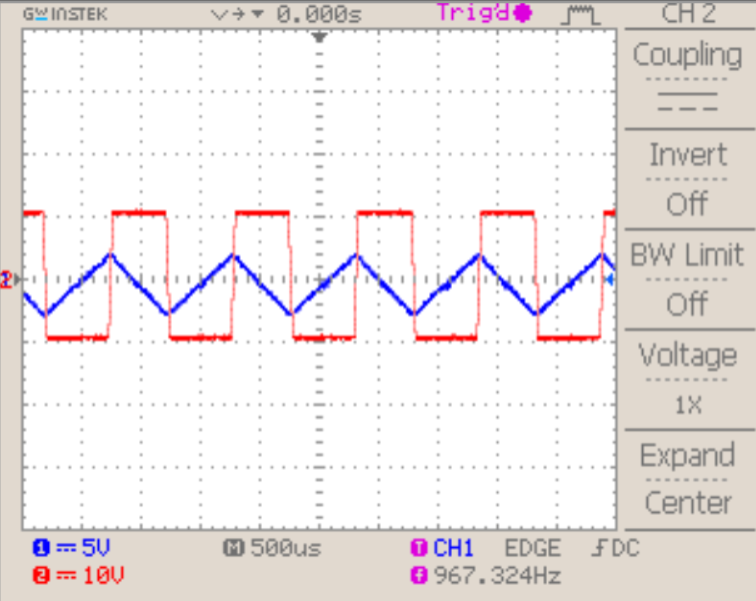 GW INSTEK 0.000s Trig'd CH 2
Coupling
Invert
Off
BW Limit
Off
Voltage
1X
Expand
Center
2
1 5V M 500us T CH1 EDGE DC
2 10V f 967.324Hz